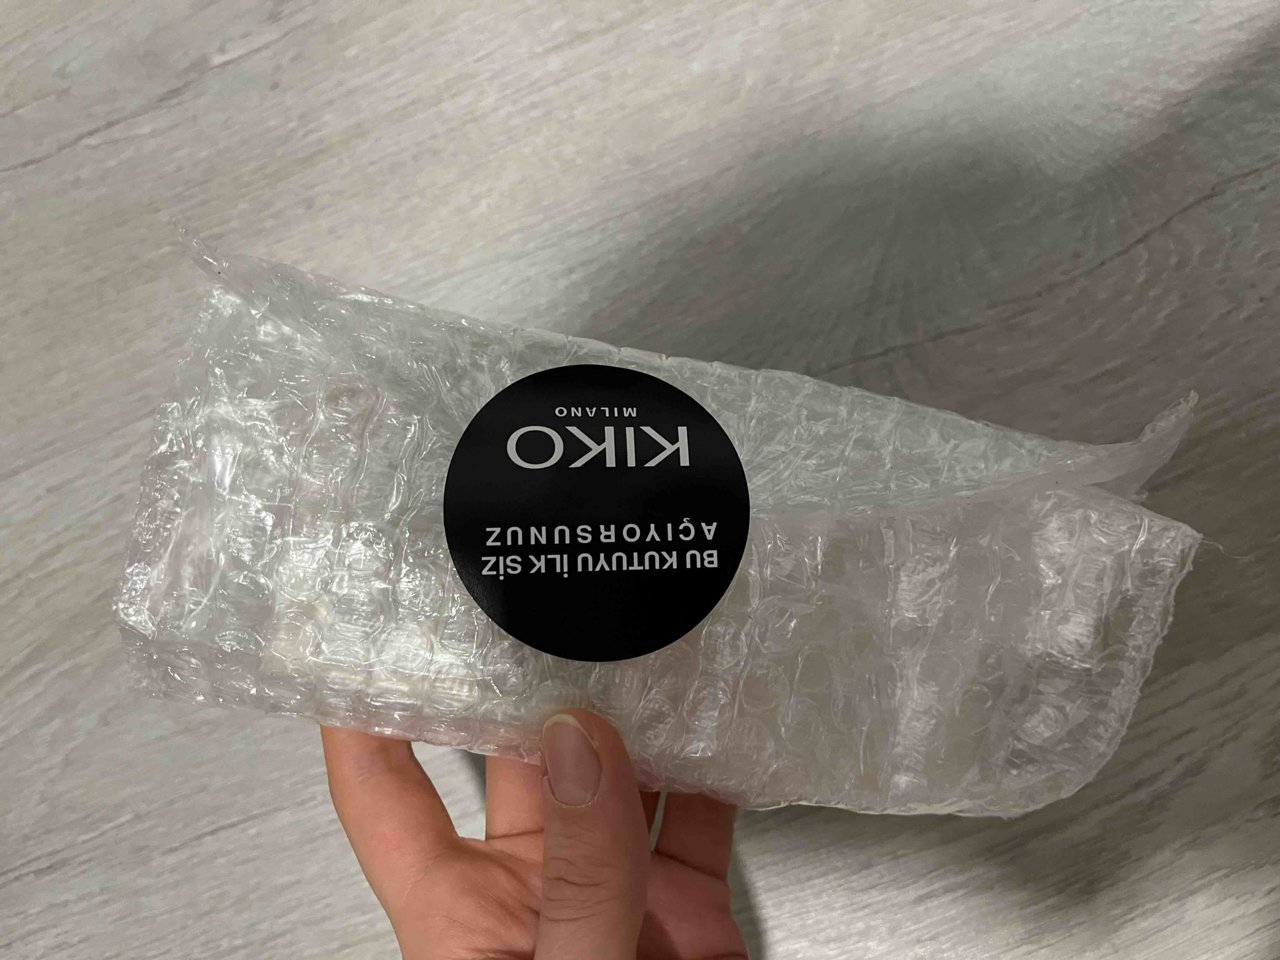 BU KUTUYU İLK SİZ
AÇIYORSUNUZ
KIKO
MILANO